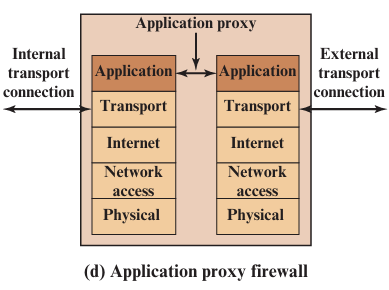 Application proxy
Internal
transport
connection
External
transport
connection
Application
Transport
Internet
Network
access
Physical
Application
Transport
Internet
Network
access
Physical
(d) Application proxy firewall